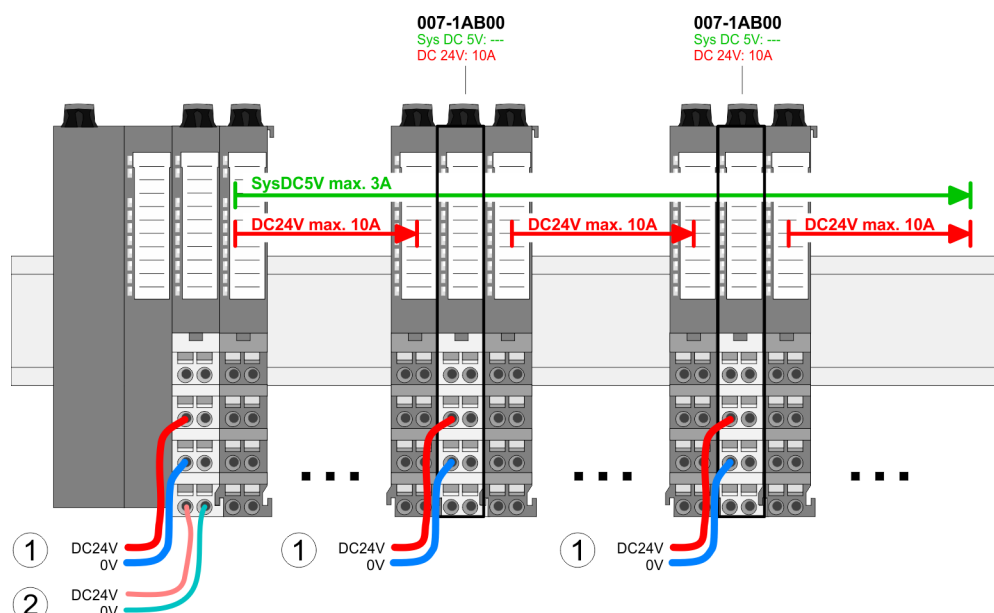 007-1AB00
Sys DC 5V: ---
DC 24V: 10A
007-1AB00
Sys DC 5V: ---
DC 24V: 10A
SysDC5V max. 3A
DC24V max. 10A
DC24V max. 10A
DC24V max. 10A
1
DC24V
0V
1
DC24V
0V
1
DC24V
0V
2
DC24V
0V